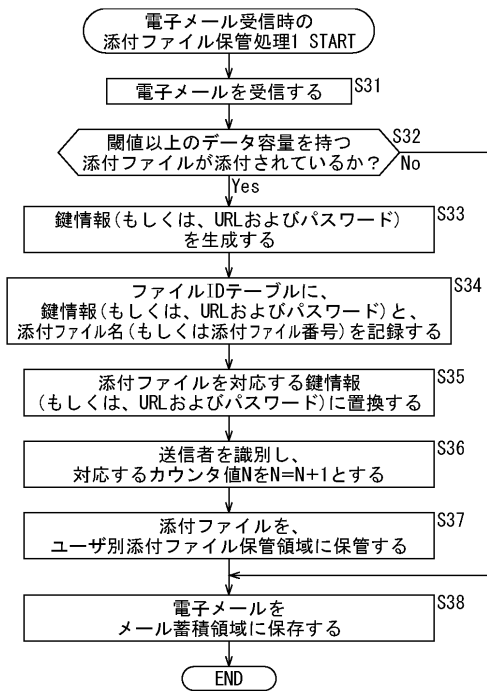 電子メール受信時の
添付ファイル保管処理1 START
電子メールを受信する
S31
閾値以上のデータ容量を持つ
添付ファイルが添付されているか？
S32
No
Yes
鍵情報(もしくは、URLおよびパスワード)
を生成する
S33
ファイルIDテーブルに、
鍵情報(もしくは、URLおよびパスワード)と、
添付ファイル名(もしくは添付ファイル番号)を記録する
S34
添付ファイルを対応する鍵情報
(もしくは、URLおよびパスワード)に置換する
S35
送信者を識別し、
対応するカウンタ値NをN=N+1とする
S36
添付ファイルを、
ユーザ別添付ファイル保管領域に保管する
S37
電子メールを
メール蓄積領域に保存する
S38
END